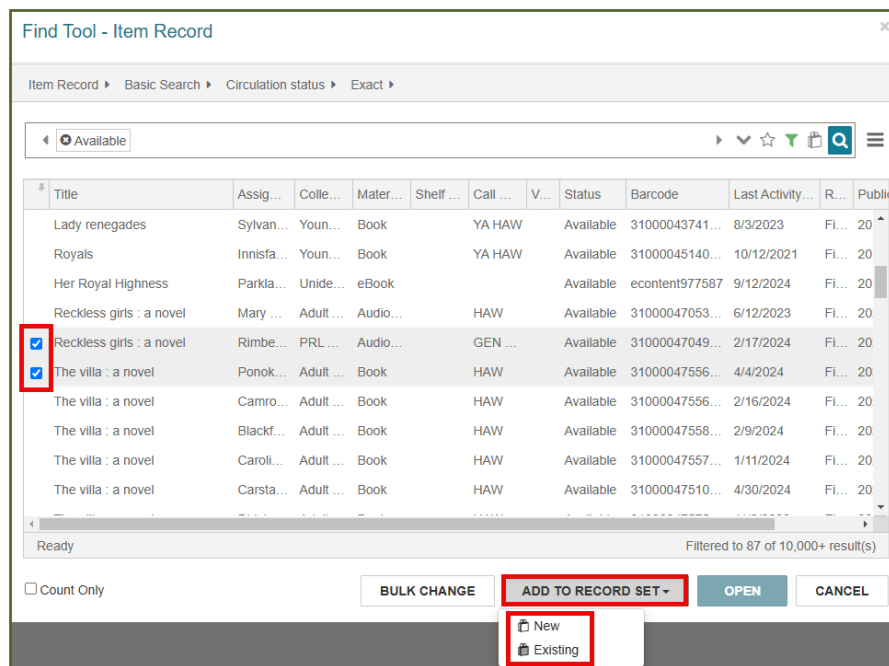 Find Tool - Item Record
Item Record Basic Search Circulation status Exact
Available
Title Assig... Colle... Mater... Shelf ... Call ... V... Status Barcode Last Activity... R... Public
Lady renegades Sylvan... Youn... Book YA HAW Available 31000043741... 8/3/2023 Fi... 20
Royals Innisfa... Youn... Book YA HAW Available 31000045140... 10/12/2021 Fi... 20
Her Royal Highness Parkla... Unide... eBook Available econtent977587 9/12/2024 Fi... 20
Reckless girls : a novel Mary ... Adult ... Audio... HAW Available 31000047053... 6/12/2023 Fi... 20
Reckless girls : a novel Rimbe... PRL ... Audio... GEN ... Available 31000047049... 2/17/2024 Fi... 20
The villa : a novel Ponok... Adult ... Book HAW Available 31000047556... 4/4/2024 Fi... 20
The villa : a novel Camro... Adult ... Book HAW Available 31000047556... 2/16/2024 Fi... 20
The villa : a novel Blackf... Adult ... Book HAW Available 31000047558... 2/9/2024 Fi... 20
The villa : a novel Caroli... Adult ... Book HAW Available 31000047557... 1/11/2024 Fi... 20
The villa : a novel Carsta... Adult ... Book HAW Available 31000047510... 4/30/2024 Fi... 20
Ready Filtered to 87 of 10,000+ result(s)
Count Only BULK CHANGE ADD TO RECORD SET OPEN CANCEL
New
Existing